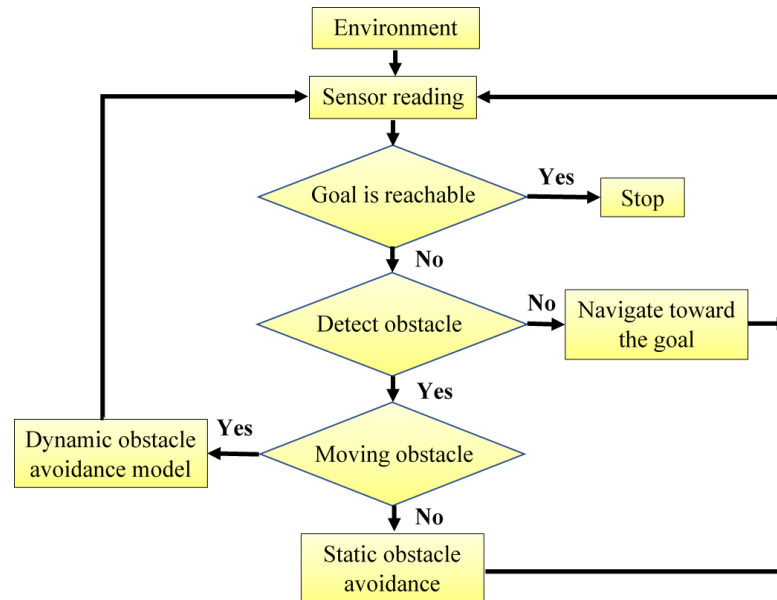 Environment
Sensor reading
Goal is reachable
Yes
Stop
No
Detect obstacle
No
Navigate toward
the goal
Yes
Moving obstacle
Yes
Dynamic obstacle
avoidance model
No
Static obstacle
avoidance